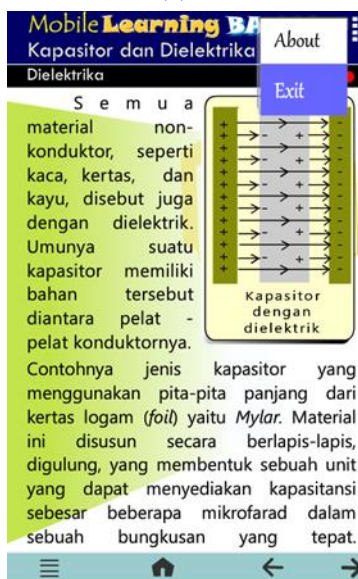 Mobile Learning BA
Kapasitor dan Dielektrika
About
Exit
Dielektrika
Semua
material non-
konduktor, seperti
kaca, kertas, dan
kayu, disebut juga
dengan dielektrik.
Umunya suatu
kapasitor memiliki
bahan tersebut
diantara pelat -
pelat konduktornya.
Kapasitor
dengan
dielektrik
Contohnya jenis kapasitor yang
menggunakan pita-pita panjang dari
kertas logam (foil) yaitu Mylar. Material
ini disusun secara berlapis-lapis,
digulung, yang membentuk sebuah unit
yang dapat menyediakan kapasitansi
sebesar beberapa mikrofarad dalam
sebuah bungkusan yang tepat.